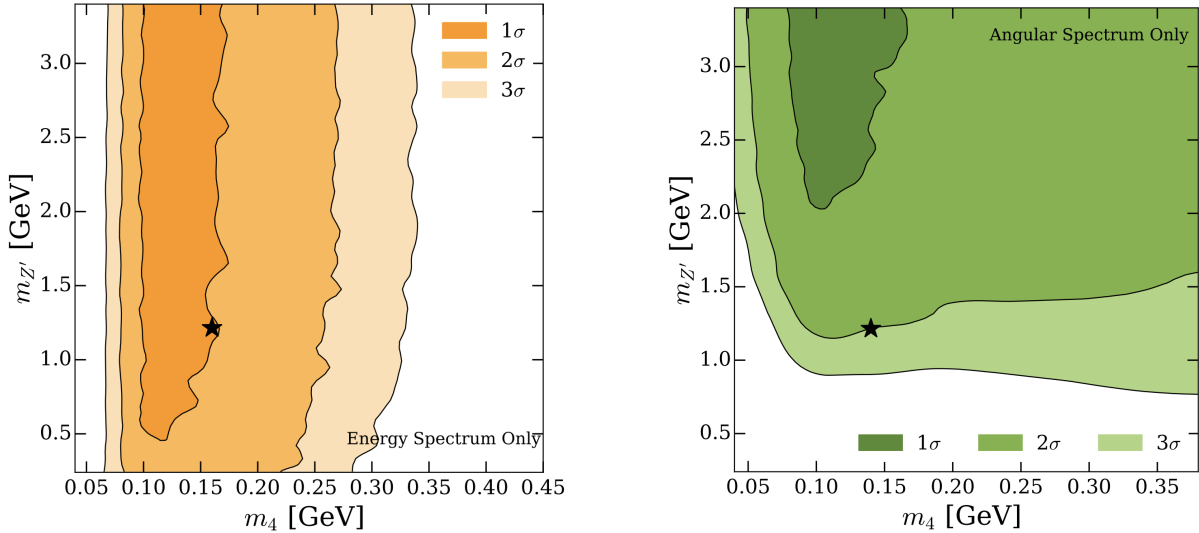 1σ
2σ
3σ
Energy Spectrum Only
3.0
2.5
2.0
1.5
1.0
0.5
m_{Z'} [GeV]
0.05 0.10 0.15 0.20 0.25 0.30 0.35 0.40 0.45
m_4 [GeV]
Angular Spectrum Only
3.0
2.5
2.0
1.5
1.0
0.5
m_{Z'} [GeV]
1σ 2σ 3σ
0.05 0.10 0.15 0.20 0.25 0.30 0.35
m_4 [GeV]